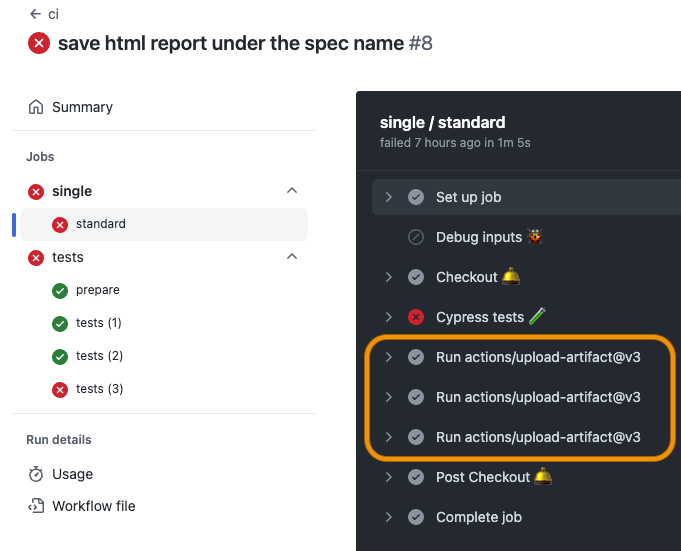 ← ci
save html report under the spec name #8
Summary
Jobs
single
standard
tests
prepare
tests (1)
tests (2)
tests (3)
Run details
Usage
Workflow file
single / standard
failed 7 hours ago in 1m 5s
Set up job
Debug inputs 🐞
Checkout 🛎
Cypress tests 🧪
Run actions/upload-artifact@v3
Run actions/upload-artifact@v3
Run actions/upload-artifact@v3
Post Checkout 🛎
Complete job